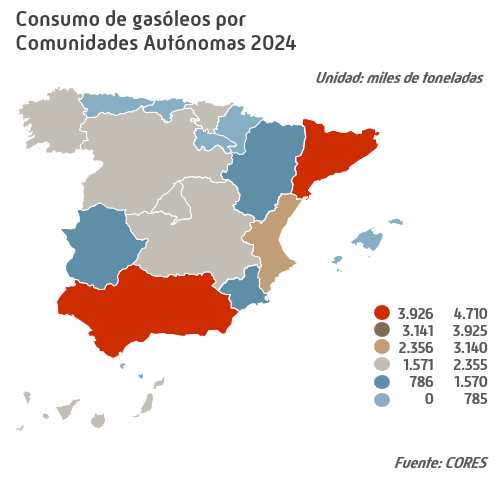 Consumo de gasóleos por
Comunidades Autónomas 2024
Unidad: miles de toneladas
3.926 4.710
3.141 3.925
2.356 3.140
1.571 2.355
786 1.570
0 785
Fuente: CORES